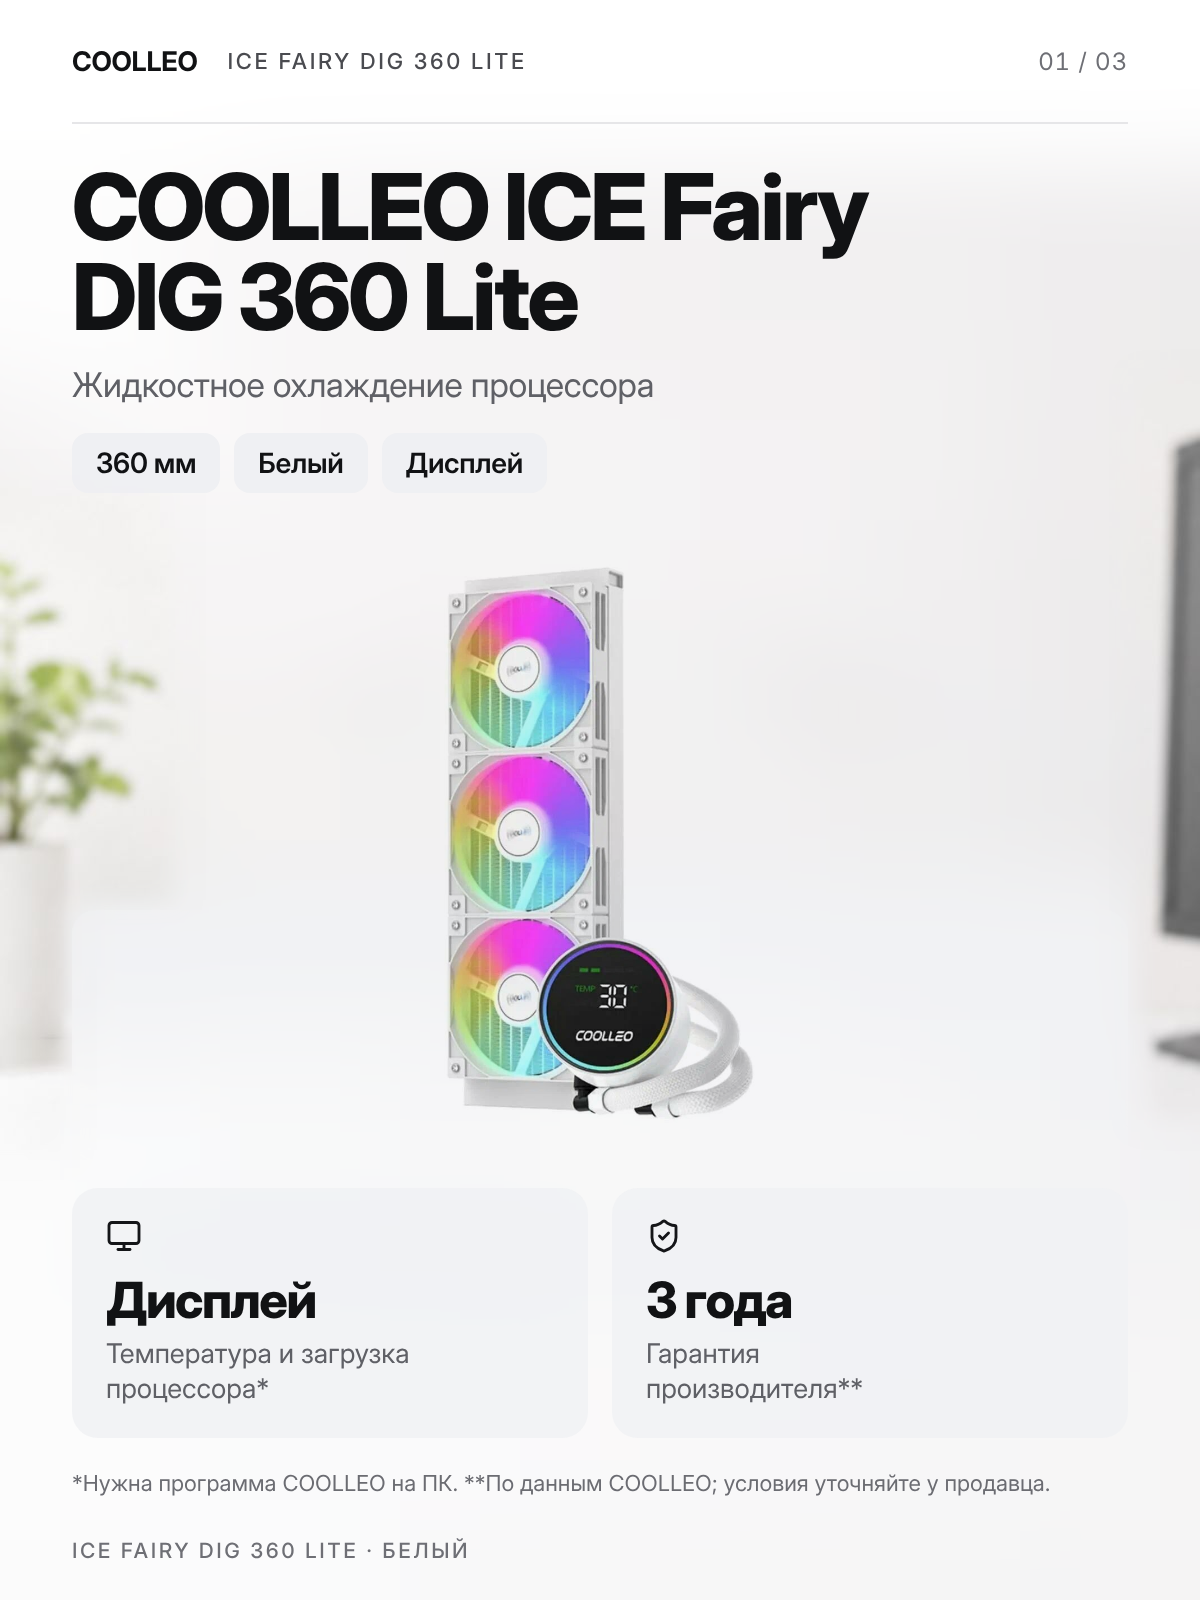 COOLLEO ICE FAIRY DIG 360 LITE 01 / 03
COOLLEO ICE Fairy
DIG 360 Lite
Жидкостное охлаждение процессора
360 мм Белый Дисплей
TEMP 30 °C
COOLLEO
Дисплей
Температура и загрузка
процессора*
3 года
Гарантия
производителя**
*Нужна программа COOLLEO на ПК. **По данным COOLLEO; условия уточняйте у продавца.
ICE FAIRY DIG 360 LITE · БЕЛЫЙ